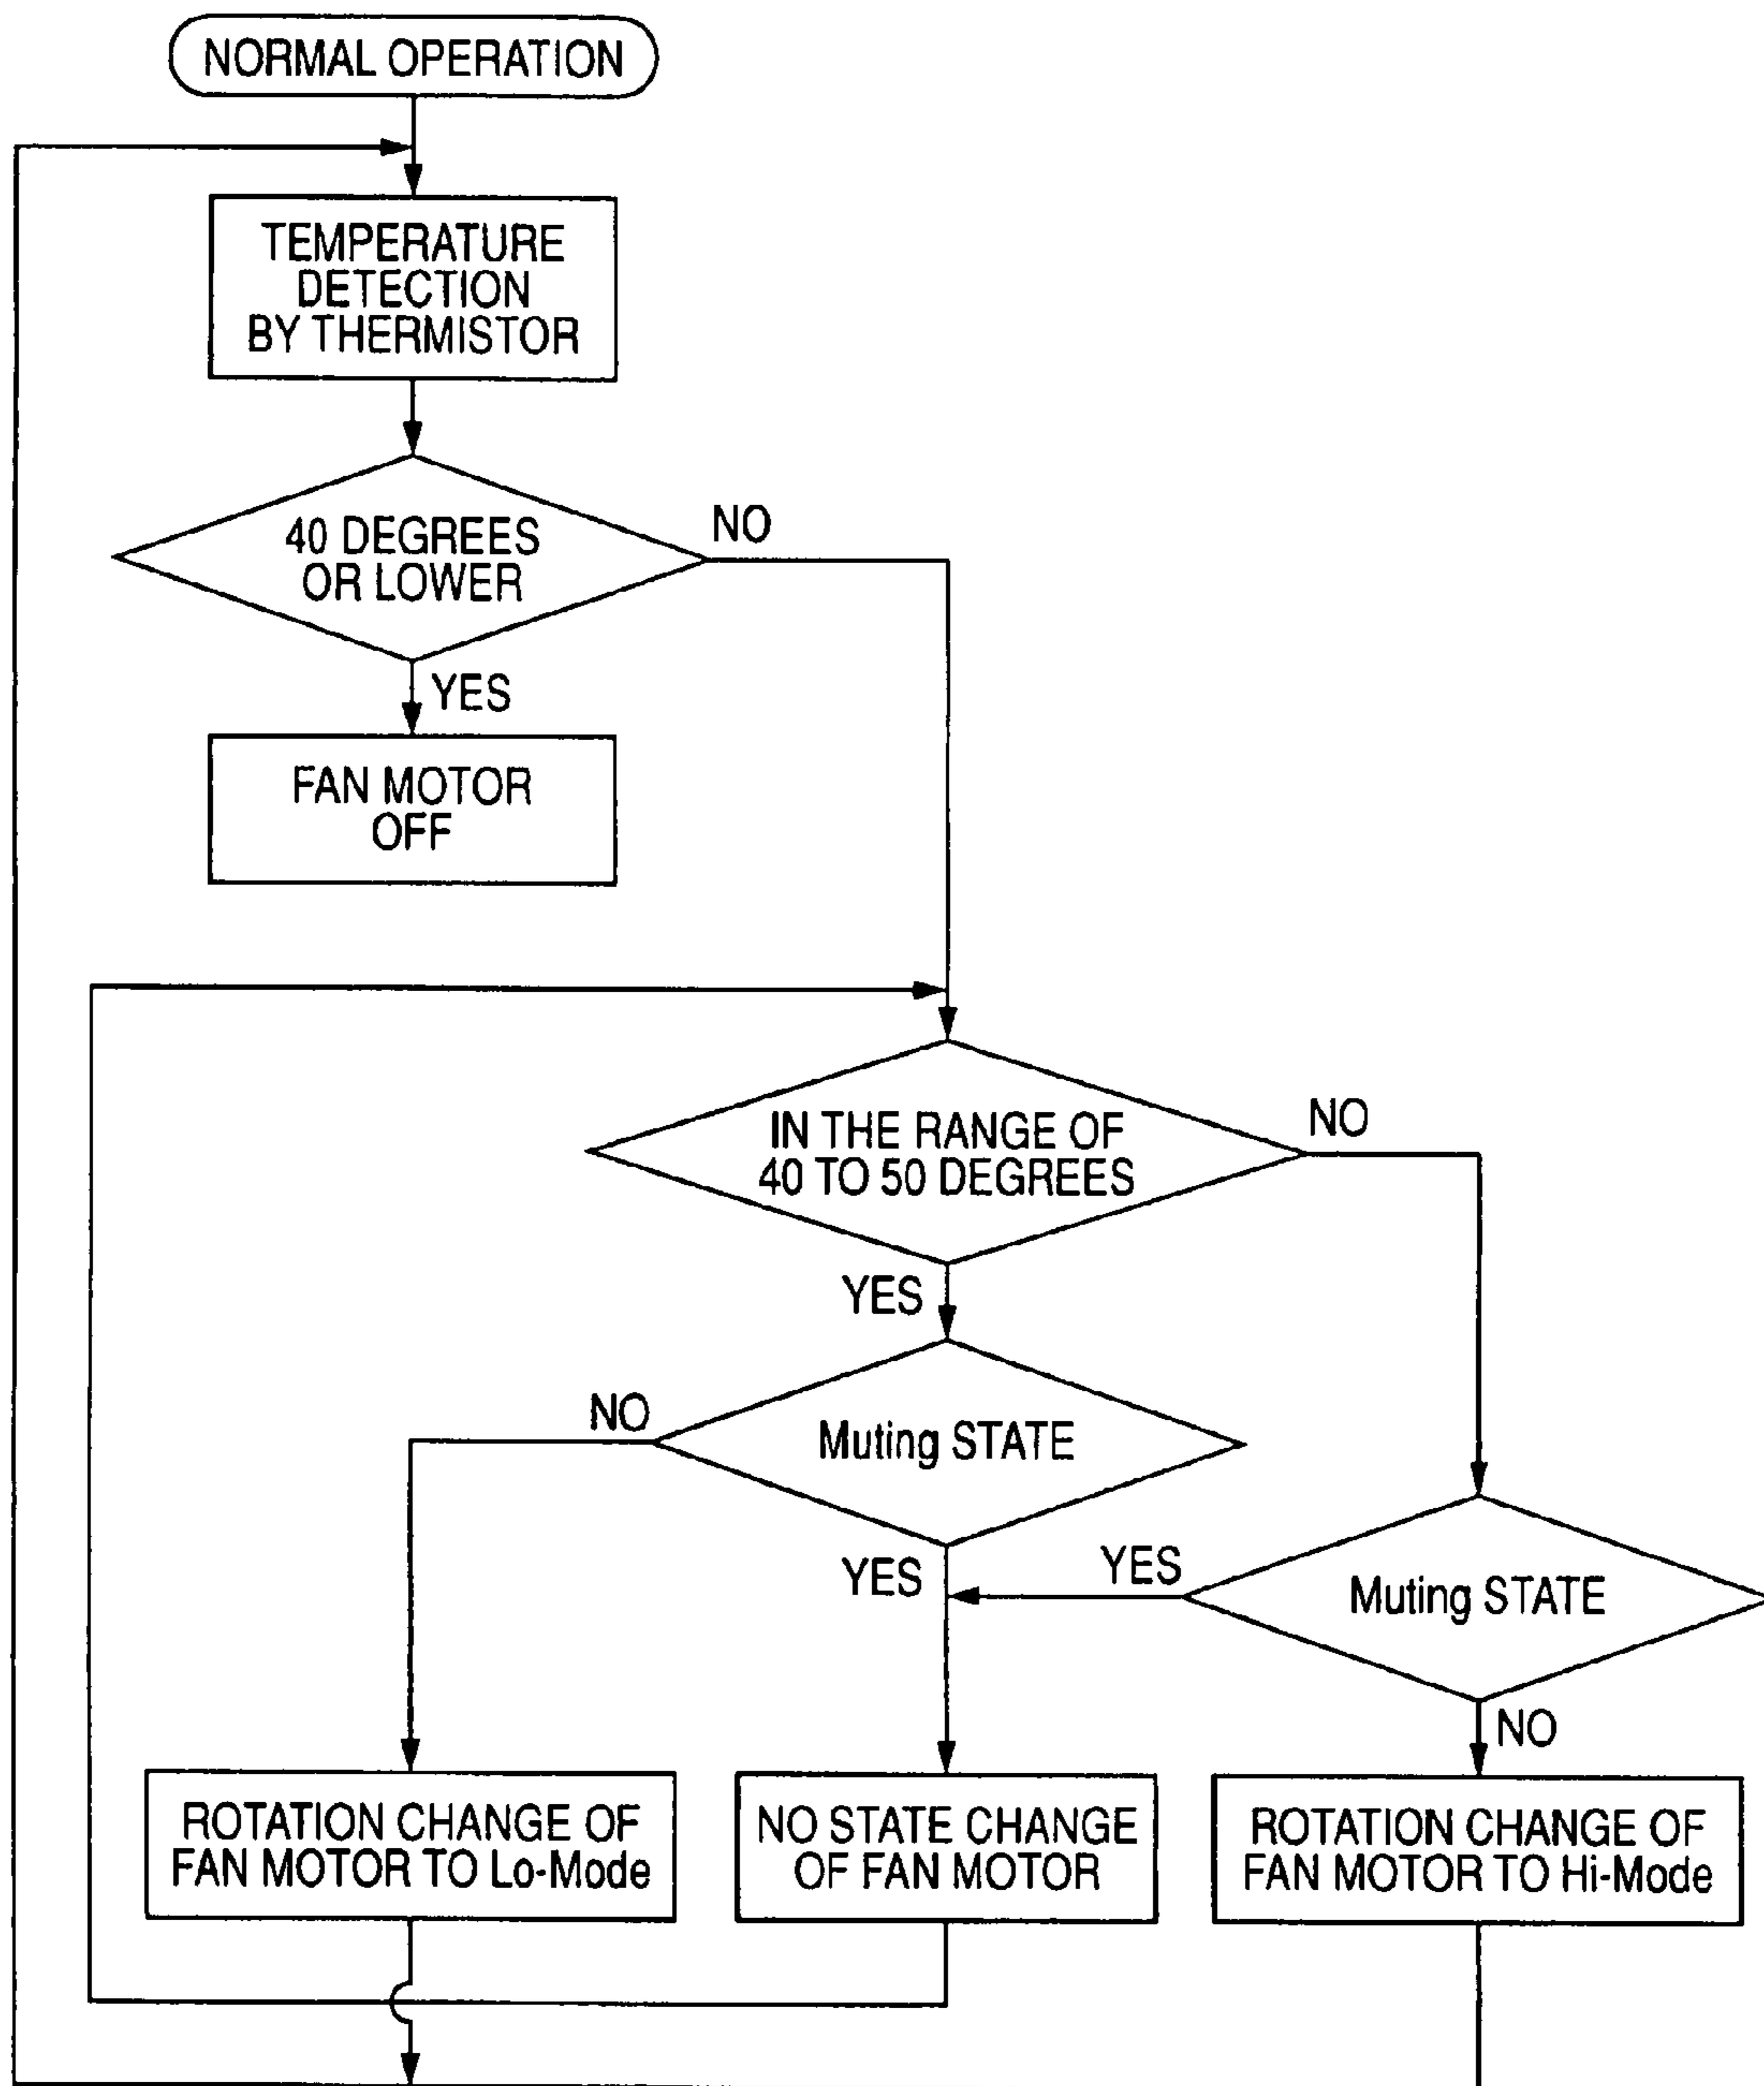 NORMAL OPERATION
TEMPERATURE
DETECTION
BY THERMISTOR
40 DEGREES
OR LOWER
NO
YES
FAN MOTOR
OFF
IN THE RANGE OF
40 TO 50 DEGREES
NO
YES
Muting STATE
NO
YES
YES
Muting STATE
NO
ROTATION CHANGE OF
FAN MOTOR TO Lo-Mode
NO STATE CHANGE
OF FAN MOTOR
ROTATION CHANGE OF
FAN MOTOR TO Hi-Mode